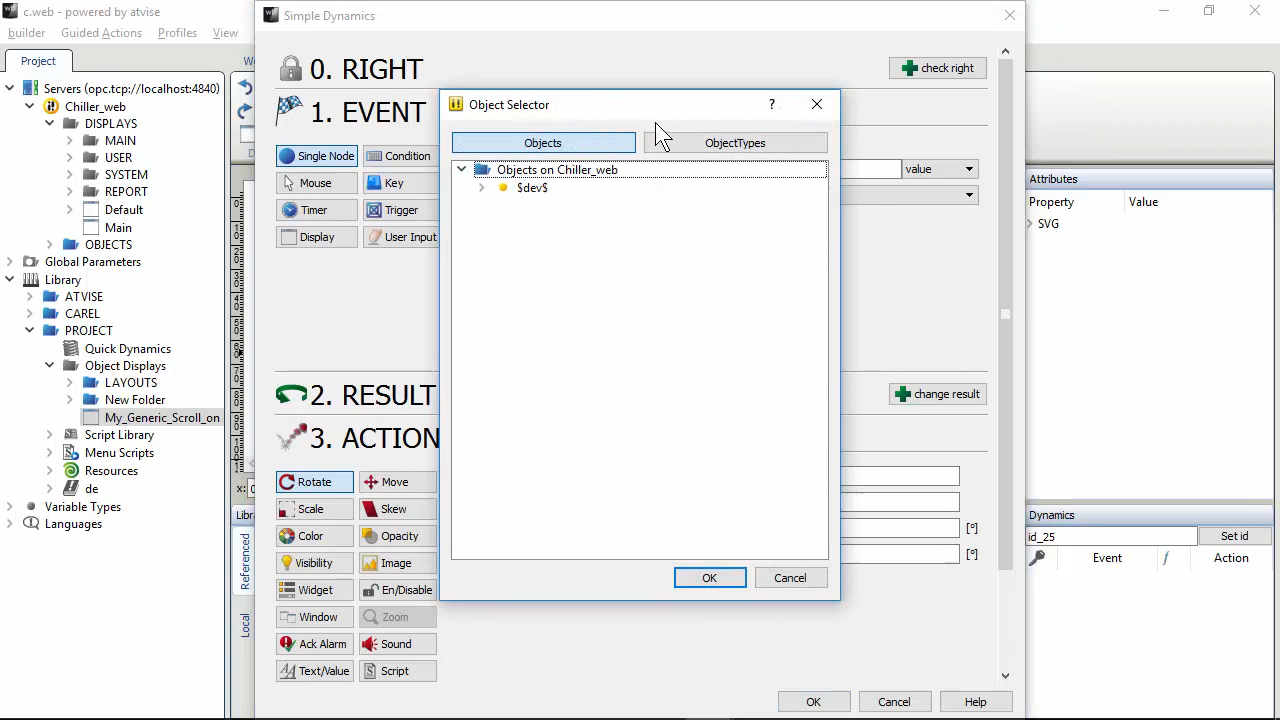 c.web - powered by atvise
builder Guided Actions Profiles View
Project
Servers (opc.tcp://localhost:4840)
Chiller_web
DISPLAYS
MAIN
USER
SYSTEM
REPORT
Default
Main
OBJECTS
Global Parameters
Library
ATVISE
CAREL
PROJECT
Quick Dynamics
Object Displays
LAYOUTS
New Folder
My_Generic_Scroll_on
Script Library
Menu Scripts
Resources
de
Variable Types
Languages
Simple Dynamics
0. RIGHT
check right
1. EVENT
Single Node Condition
Mouse Key
Timer Trigger
Display User Input
value
2. RESULT
change result
3. ACTION
Rotate Move
Scale Skew
Color Opacity
Visibility Image
Widget En/Disable
Window Zoom
Ack Alarm Sound
Text/Value Script
[º]
[º]
OK Cancel Help
Object Selector
?
Objects ObjectTypes
Objects on Chiller_web
$dev$
OK Cancel
Attributes
Property Value
SVG
Dynamics
id_25 Set id
Event f Action
Referenced
Local
x: